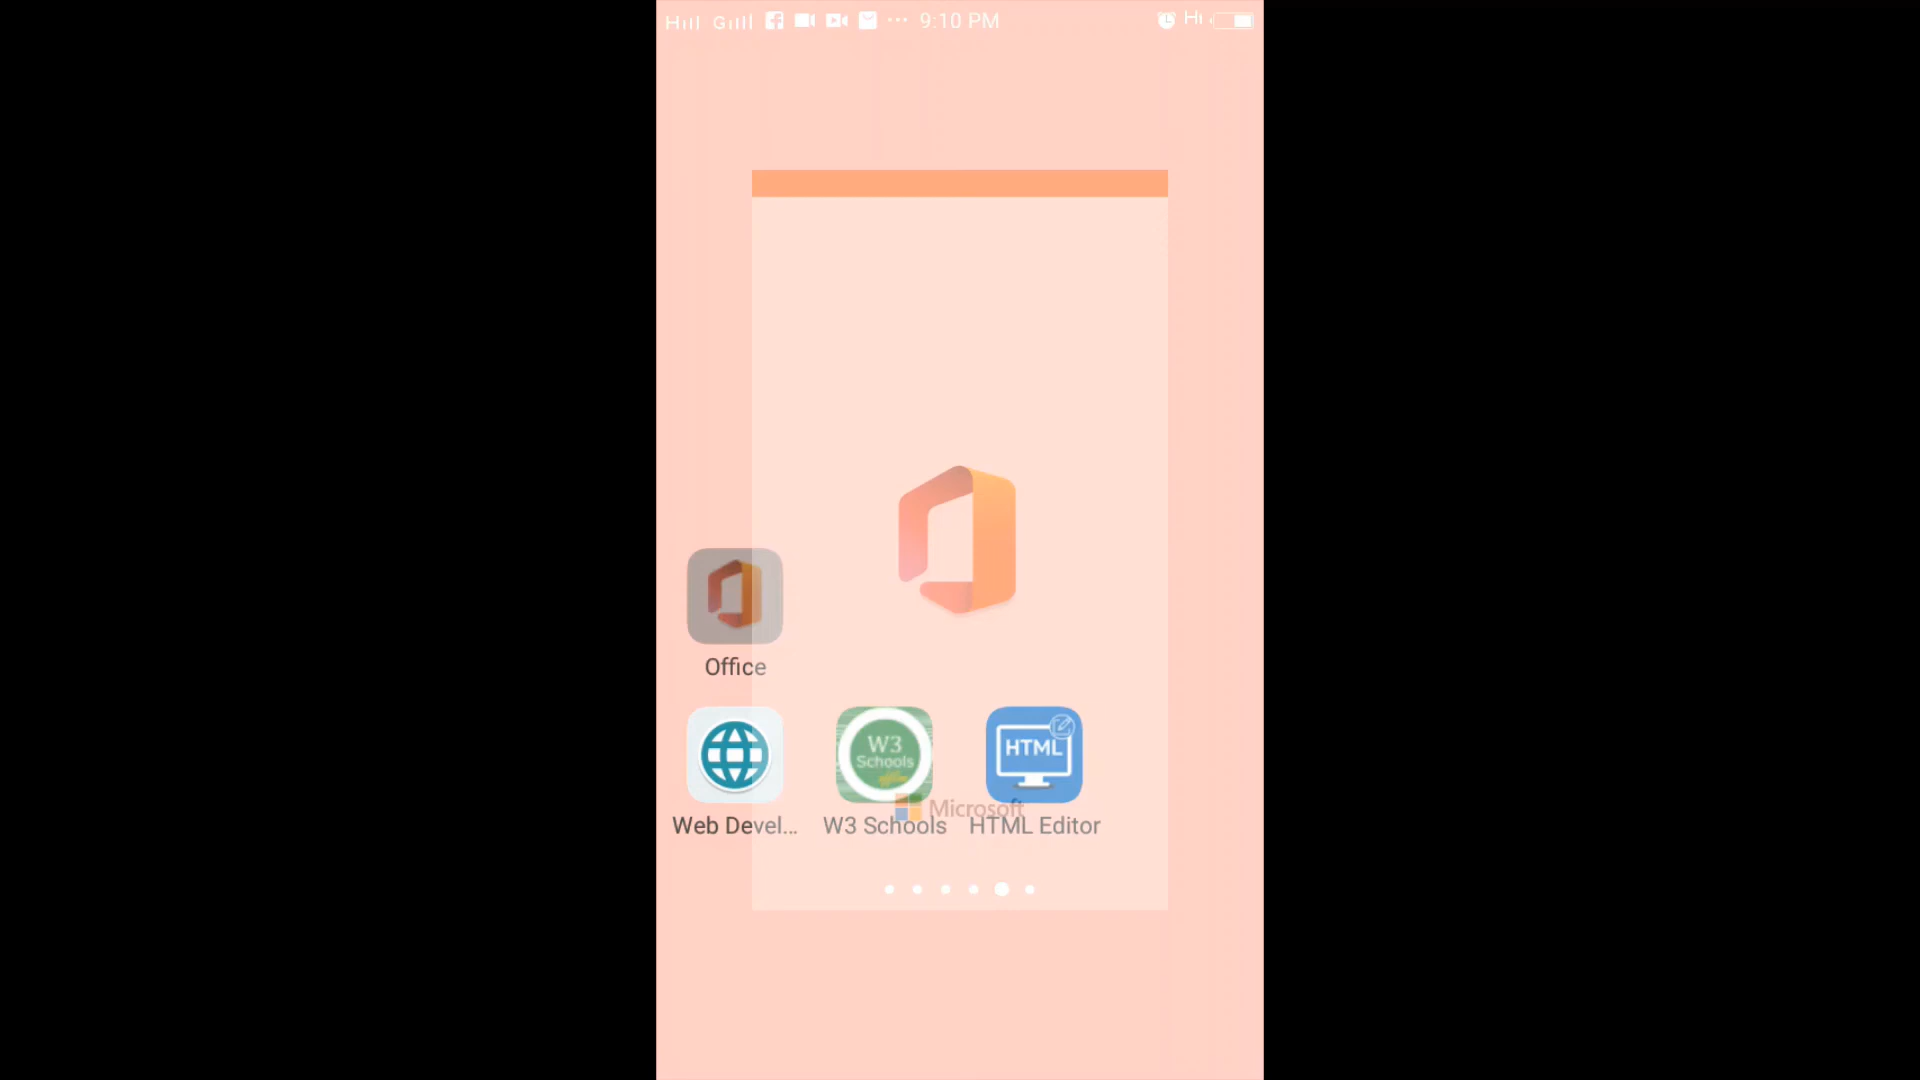 9:10 PM
Office
W3
Schools
HTML
Microsoft
Web Devel...
W3 Schools
HTML Editor